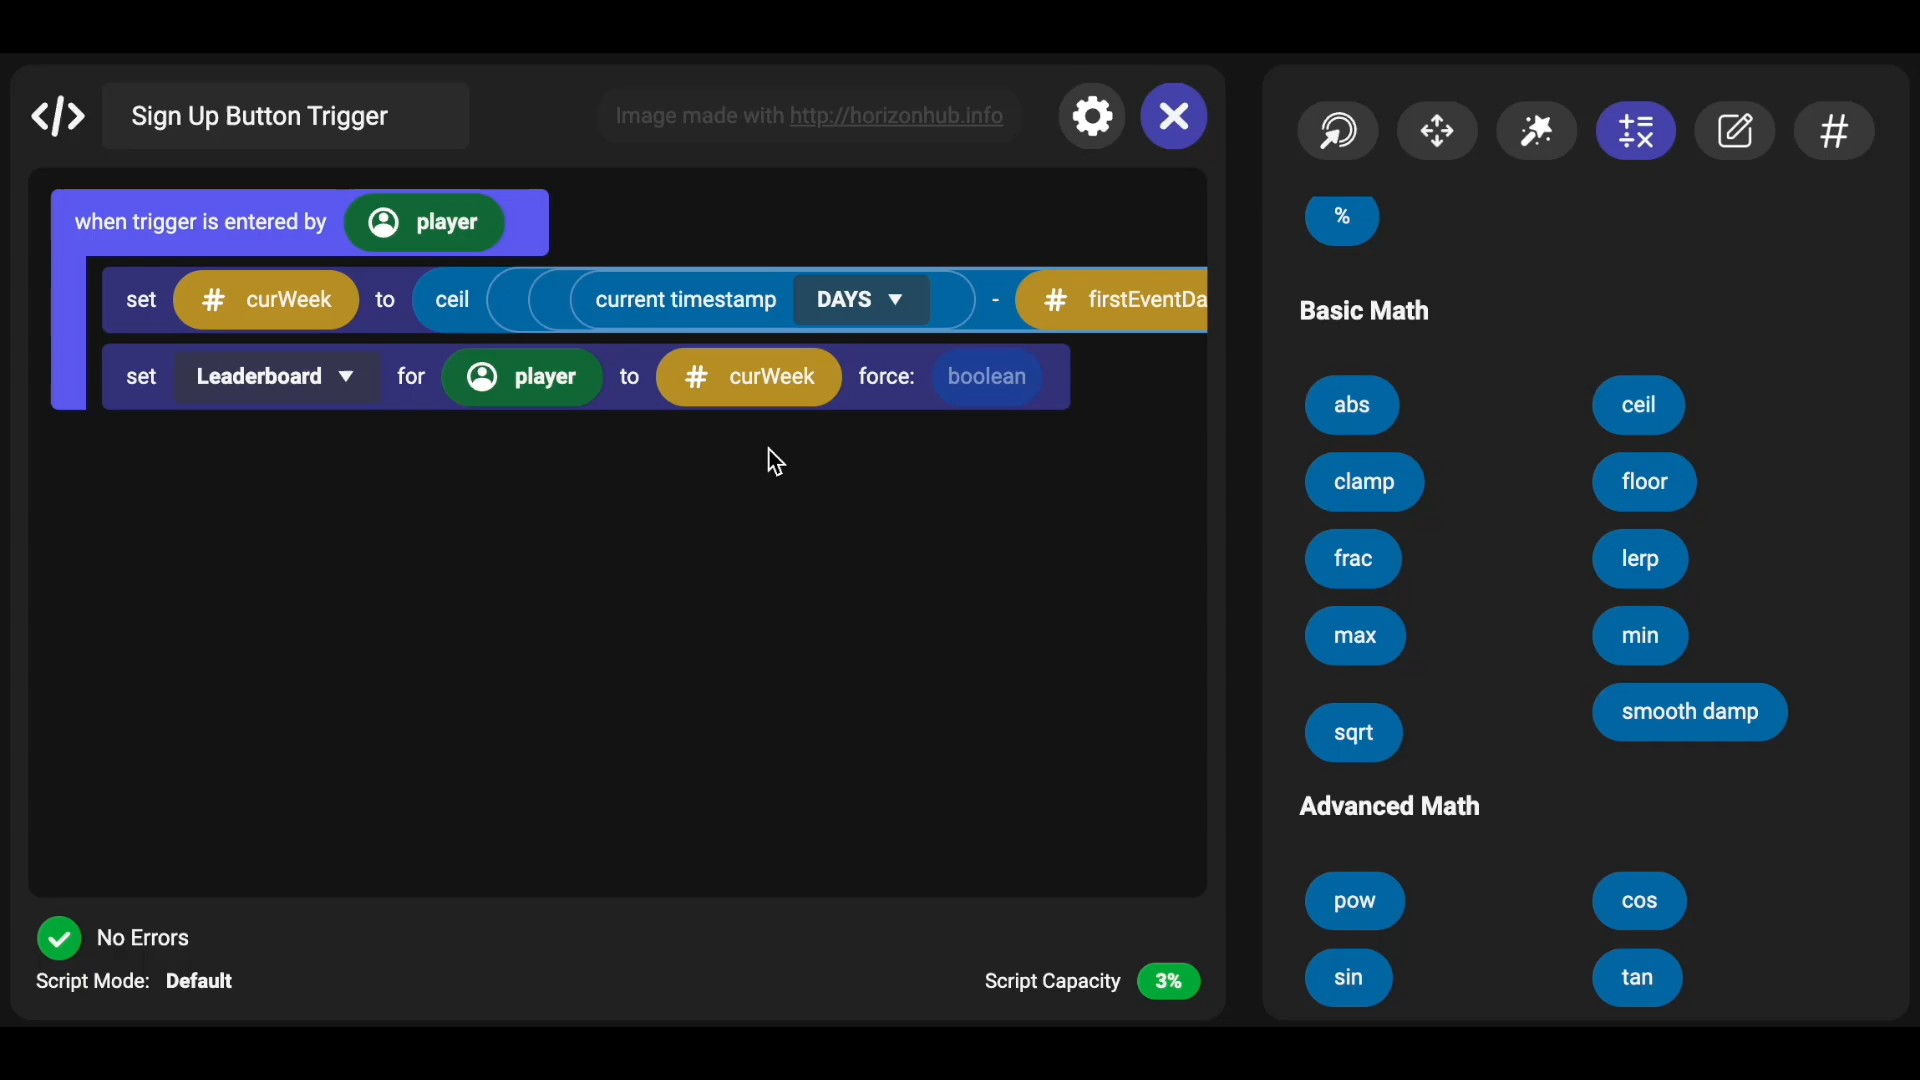 </> Sign Up Button Trigger
Image made with http://horizonhub.info
when trigger is entered by player
set # curWeek to ceil current timestamp DAYS - # firstEventDa
set Leaderboard for player to # curWeek force: boolean
No Errors
Script Mode: Default
Script Capacity 3%
#
%
Basic Math
abs ceil
clamp floor
frac lerp
max min
smooth damp
sqrt
Advanced Math
pow cos
sin tan